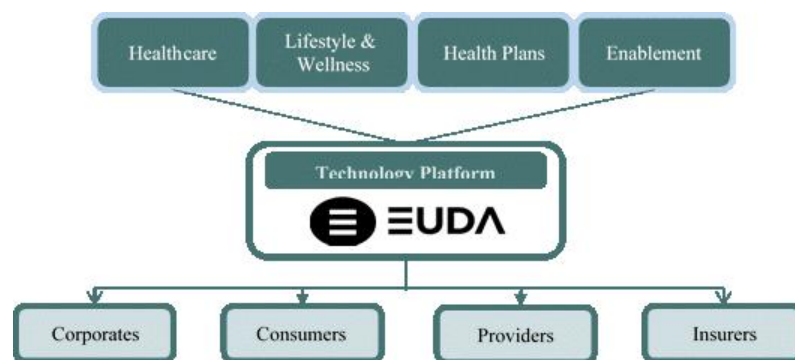 Healthcare
Lifestyle &
Wellness
Health Plans
Enablement
Technology Platform
EUDA
Corporates
Consumers
Providers
Insurers